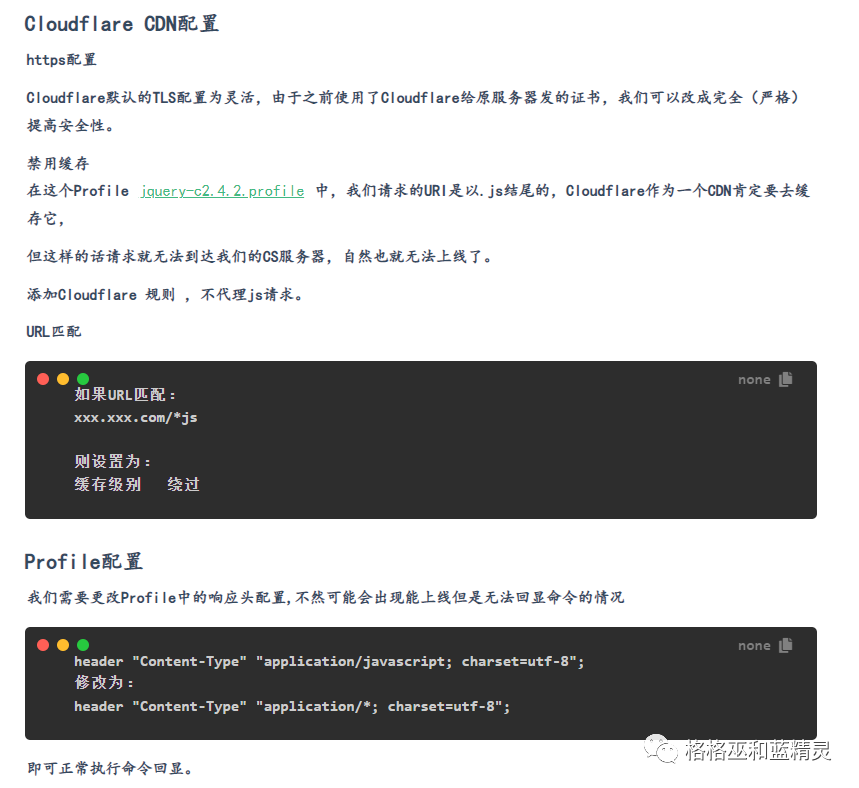 Cloudflare CDN配置
https配置
Cloudflare默认的TLS配置为灵活，由于之前使用了Cloudflare给原服务器发的证书，我们可以改成完全（严格）
提高安全性。
禁用缓存
在这个Profile jquery-c2.4.2.profile 中，我们请求的URI是以.js结尾的，Cloudflare作为一个CDN肯定要去缓
存它，
但这样的话请求就无法到达我们的CS服务器，自然也就无法上线了。
添加Cloudflare 规则 ，不代理js请求。
URL匹配
none
如果URL匹配：
xxx.xxx.com/*js
则设置为：
缓存级别 绕过
Profile配置
我们需要更改Profile中的响应头配置,不然可能会出现能上线但是无法回显命令的情况
none
header "Content-Type" "application/javascript; charset=utf-8";
修改为：
header "Content-Type" "application/*; charset=utf-8";
格格巫和蓝精灵
即可正常执行命令回显。